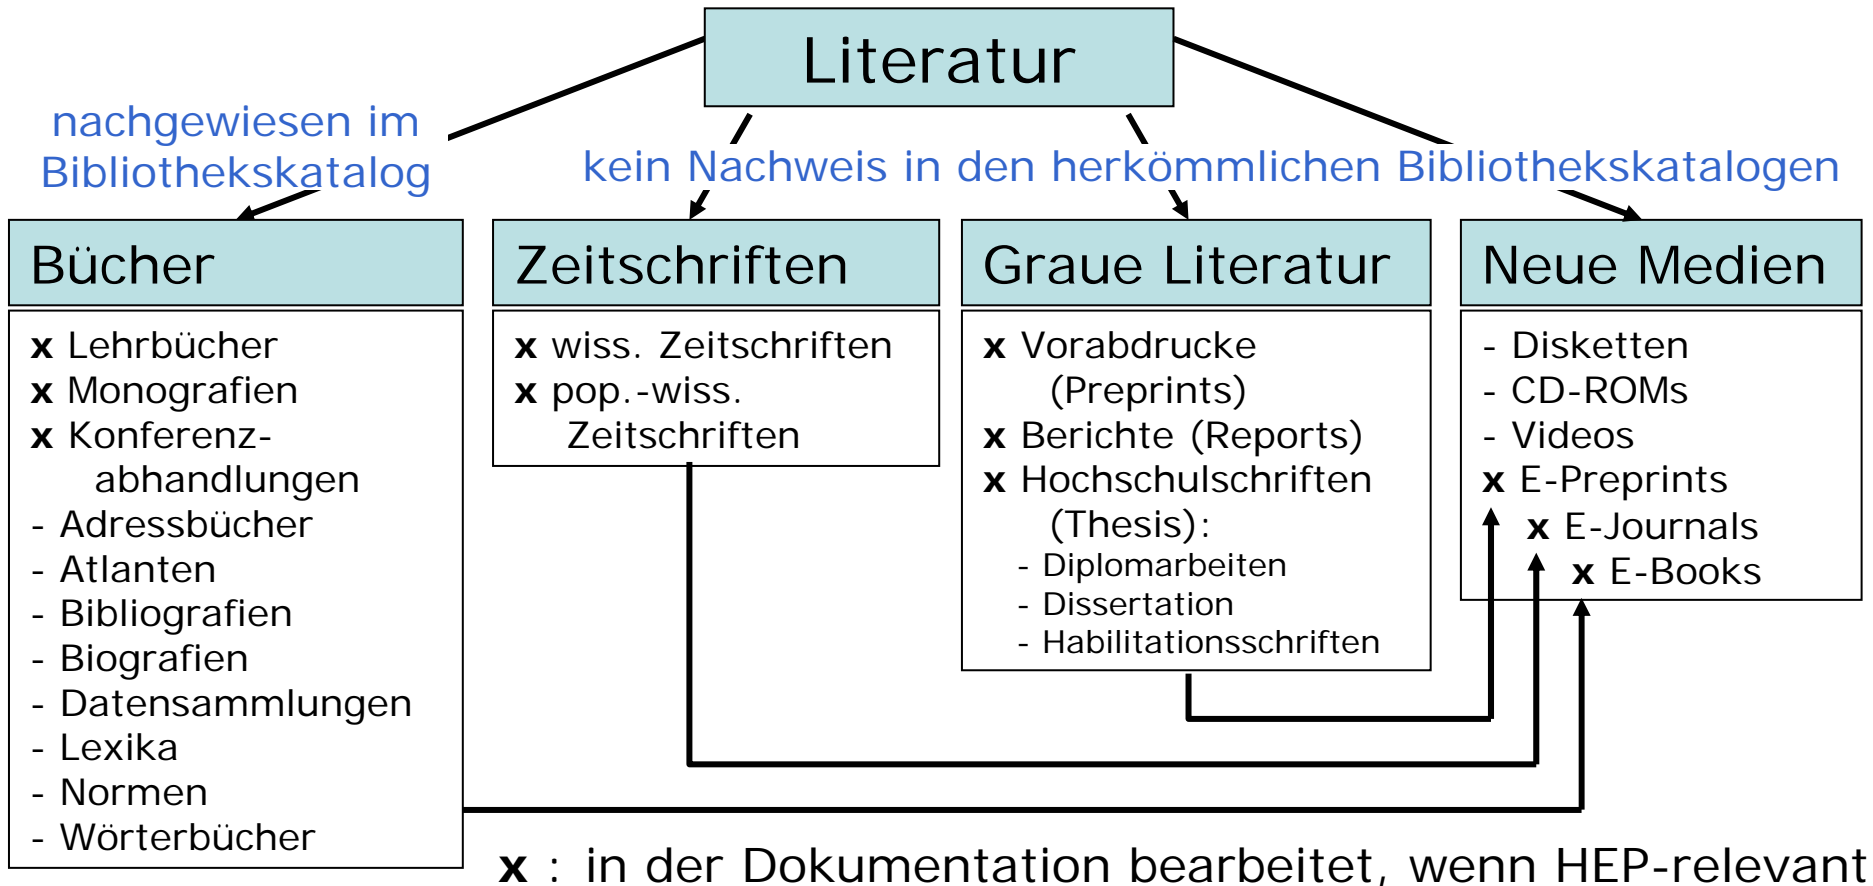 Literatur
nachgewiesen im
Bibliothekskatalog
kein Nachweis in den herkömmlichen Bibliothekskatalogen
Bücher
x Lehrbücher
x Monografien
x Konferenz-
abhandlungen
- Adressbücher
- Atlanten
- Bibliografien
- Biografien
- Datensammlungen
- Lexika
- Normen
- Wörterbücher
Zeitschriften
x wiss. Zeitschriften
x pop.-wiss.
Zeitschriften
Graue Literatur
x Vorabdrucke
(Preprints)
x Berichte (Reports)
x Hochschulschriften
(Thesis):
- Diplomarbeiten
- Dissertation
- Habilitationsschriften
Neue Medien
- Disketten
- CD-ROMs
- Videos
x E-Preprints
x E-Journals
x E-Books
x : in der Dokumentation bearbeitet, wenn HEP-relevant